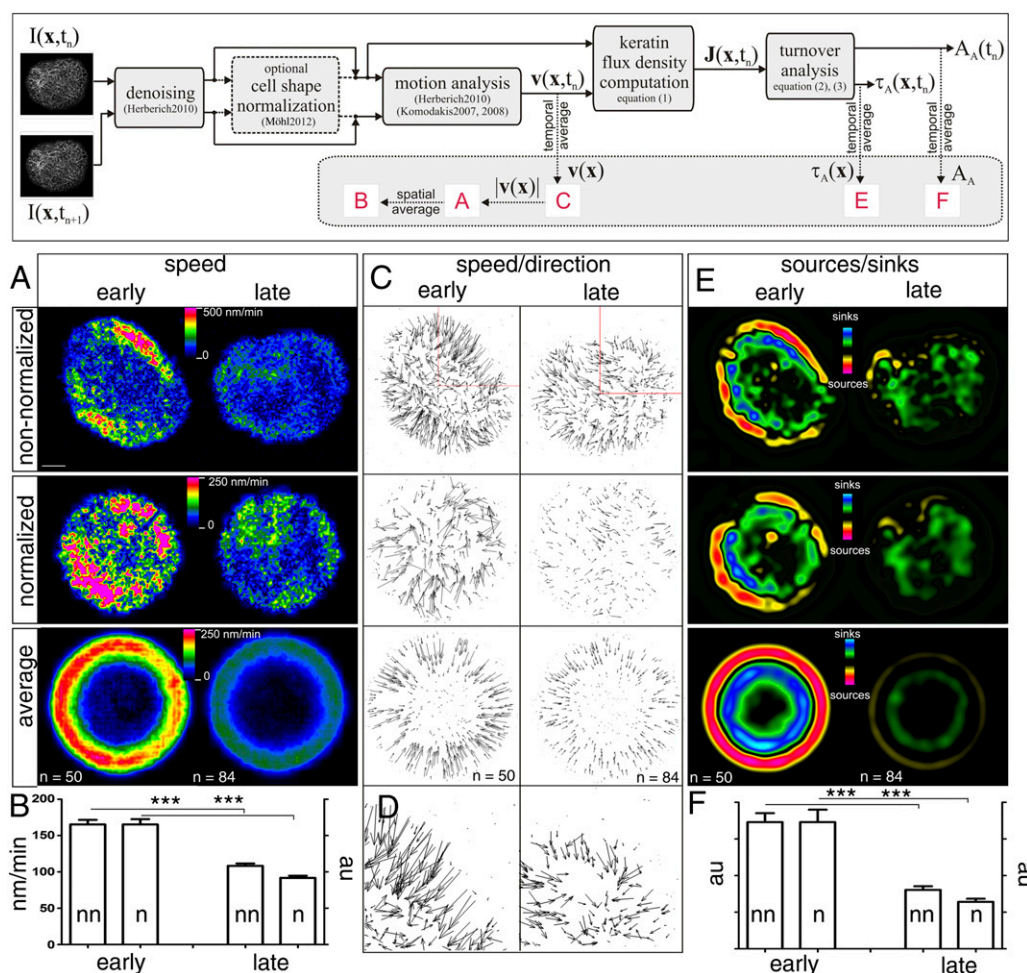 I(x,tn)
I(x,tn+1)
denoising
(Herberich2010)
optional
cell shape
normalization
(Möhl2012)
motion analysis
(Herberich2010)
(Komodakis2007, 2008)
v(x,tn)
keratin
flux density
computation
equation (1)
J(x,tn)
turnover
analysis
equation (2), (3)
AA(tn)
τA(x,tn)
temporal
average
temporal
average
temporal
average
v(x)
|v(x)|
τA(x)
AA
B
spatial
average
A
C
E
F
A
speed
early
late
non-normalized
500 nm/min
0
normalized
250 nm/min
0
average
250 nm/min
0
n = 50
n = 84
B
200
150
100
50
0
nm/min
au
***
***
nn
n
nn
n
early
late
C
speed/direction
early
late
n = 50
n = 84
D
E
sources/sinks
early
late
sinks
sources
sinks
sources
sinks
sources
n = 50
n = 84
F
au
au
***
***
nn
n
nn
n
early
late